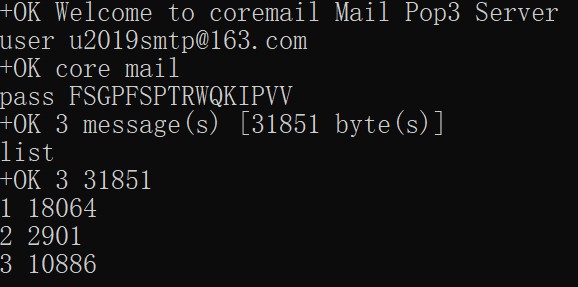 +OK Welcome to coremail Mail Pop3 Server
user u2019smtp@163.com
+OK core mail
pass FSGPFSPTRWQKIPVV
+OK 3 message(s) [31851 byte(s)]
list
+OK 3 31851
1 18064
2 2901
3 10886